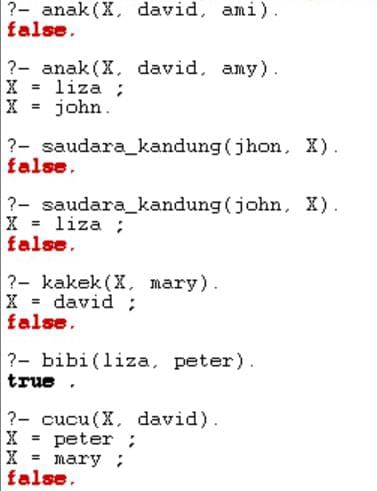 ?- anak(X, david, ami).
false.
?- anak(X, david, amy).
X = liza ;
X = john.
?- saudara_kandung(jhon, X).
false.
?- saudara_kandung(john, X).
X = liza ;
false.
?- kakek(X, mary).
X = david ;
false.
?- bibi(liza, peter).
true .
?- cucu(X, david).
X = peter ;
X = mary ;
false.